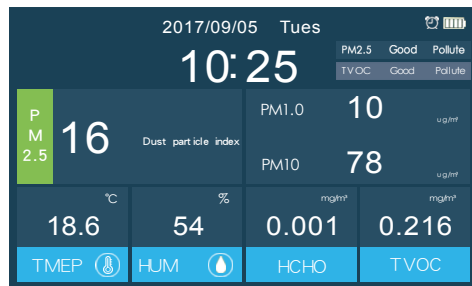 2017/09/05 Tues
10:25
PM2.5 Good Pollute
TVOC Good Pollute
PM2.5
16
Dust particle index
PM1.0 10 ug/m³
PM10 78 ug/m³
℃ % mg/m³ mg/m³
18.6 54 0.001 0.216
TMEP HUM HCHO TVOC